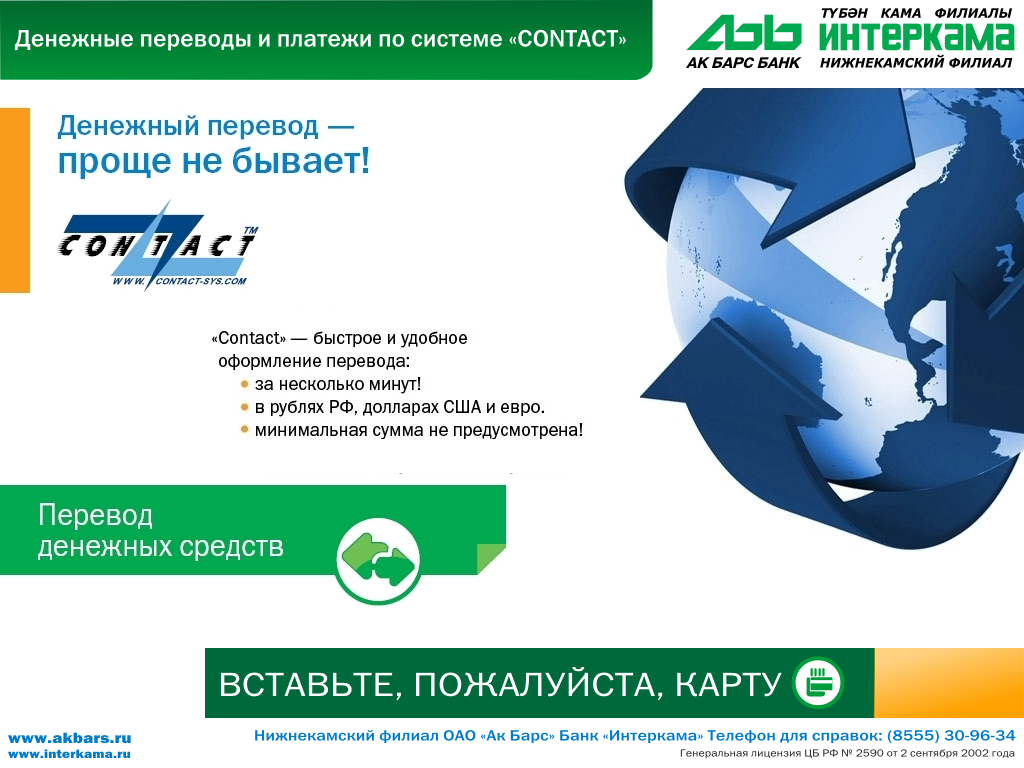 Денежные переводы и платежи по системе «CONTACT»
АК БАРС БАНК
ТҮБӘН КАМА ФИЛИАЛЫ
ИНТЕРКАМА
НИЖНЕКАМСКИЙ ФИЛИАЛ
Денежный перевод —
проще не бывает!
CONTACT™
WWW.CONTACT-SYS.COM
«Contact» — быстрое и удобное
оформление перевода:
за несколько минут!
в рублях РФ, долларах США и евро.
минимальная сумма не предусмотрена!
Перевод
денежных средств
ВСТАВЬТЕ, ПОЖАЛУЙСТА, КАРТУ
www.akbars.ru
www.interkama.ru
Нижнекамский филиал ОАО «Ак Барс» Банк «Интеркама» Телефон для справок: (8555) 30-96-34
Генеральная лицензия ЦБ РФ № 2590 от 2 сентября 2002 года